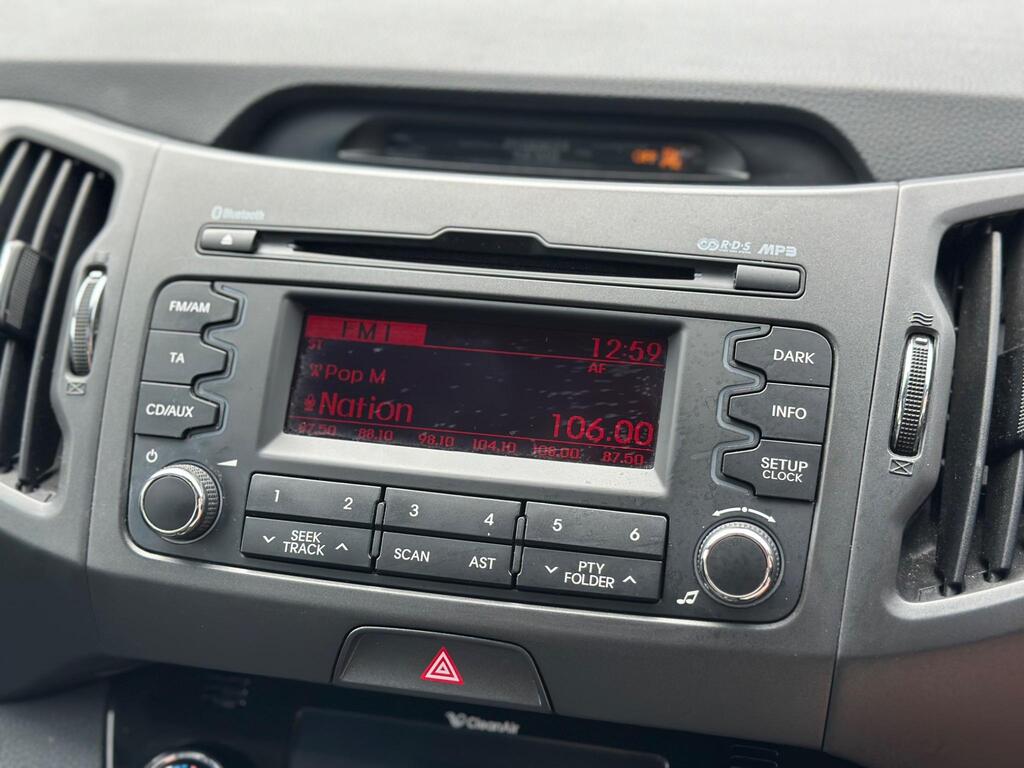 OFF
Bluetooth
R·D·S MP3
FM/AM
TA
CD/AUX
FM1
12:59
ST
AF
Pop M
Nation
106.00
87.50 88.10 98.10 104.10 108.00 87.50
DARK
INFO
SETUP
CLOCK
1 2 3 4 5 6
SEEK
TRACK
SCAN AST
PTY
FOLDER
CleanAir